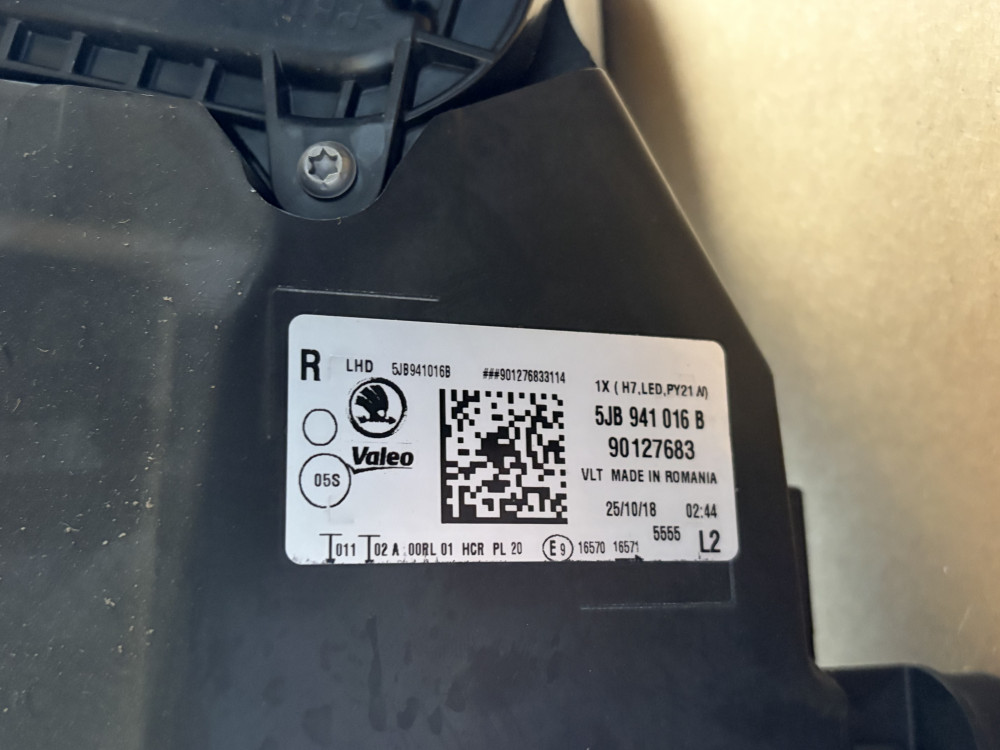 R LHD 5JB941016B ###901276833114
1X ( H7,LED,PY21W)
5JB 941 016 B
Valeo
90127683
05S
VLT MADE IN ROMANIA
25/10/18 02:44
5555 L2
011 02 A 00RL 01 HCR PL 20 E9 16570 16571